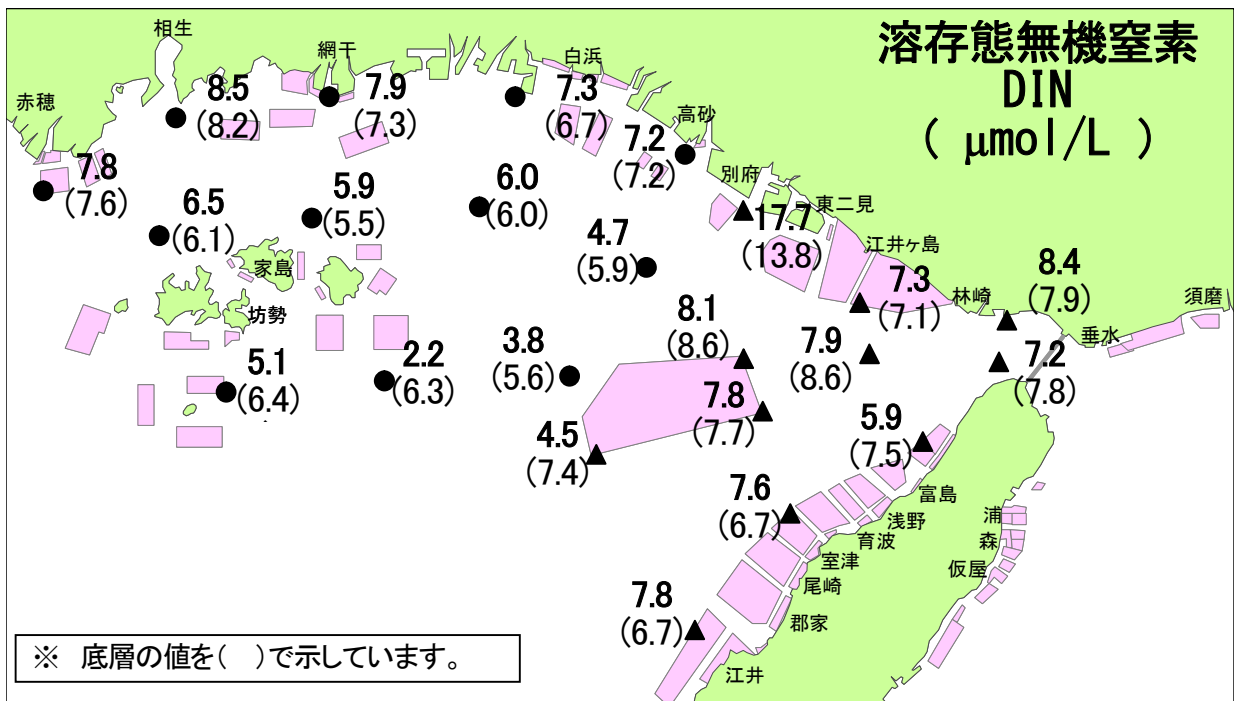 溶存態無機窒素
DIN
( μmol/L )
相生
網干
白浜
赤穂
高砂
別府
東二見
江井ヶ島
林崎
須磨
垂水
家島
坊勢
富島
浅野
育波
室津
尾崎
郡家
江井
浦
森
仮屋
8.5
(8.2)
7.9
(7.3)
7.3
(6.7)
7.2
(7.2)
7.8
(7.6)
6.5
(6.1)
5.9
(5.5)
6.0
(6.0)
4.7
(5.9)
17.7
(13.8)
7.3
(7.1)
8.4
(7.9)
8.1
(8.6)
7.9
(8.6)
7.2
(7.8)
5.1
(6.4)
2.2
(6.3)
3.8
(5.6)
7.8
(7.7)
5.9
(7.5)
4.5
(7.4)
7.6
(6.7)
7.8
(6.7)
※ 底層の値を( )で示しています。